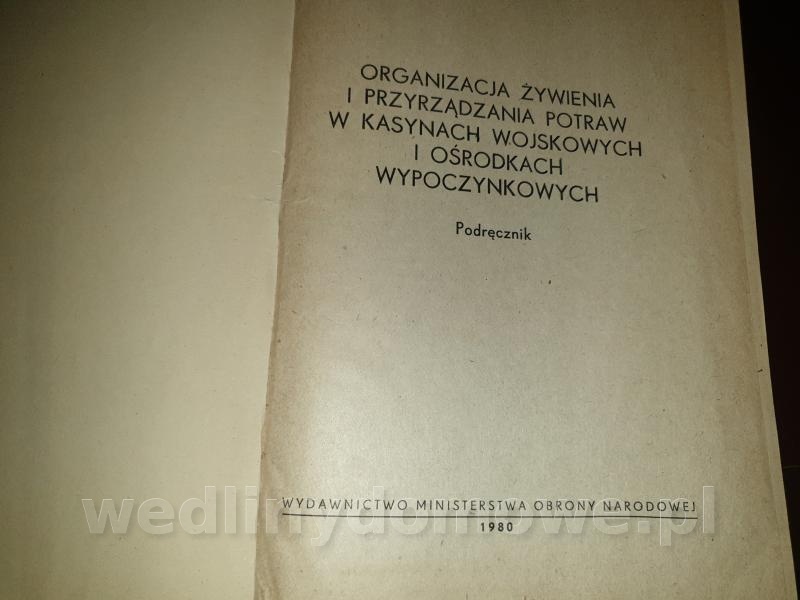 ORGANIZACJA ŻYWIENIA
I PRZYRZĄDZANIA POTRAW
W KASYNACH WOJSKOWYCH
I OŚRODKACH
WYPOCZYNKOWYCH
Podręcznik
WYDAWNICTWO MINISTERSTWA OBRONY NARODOWEJ
1980
wedlinydomowe.pl